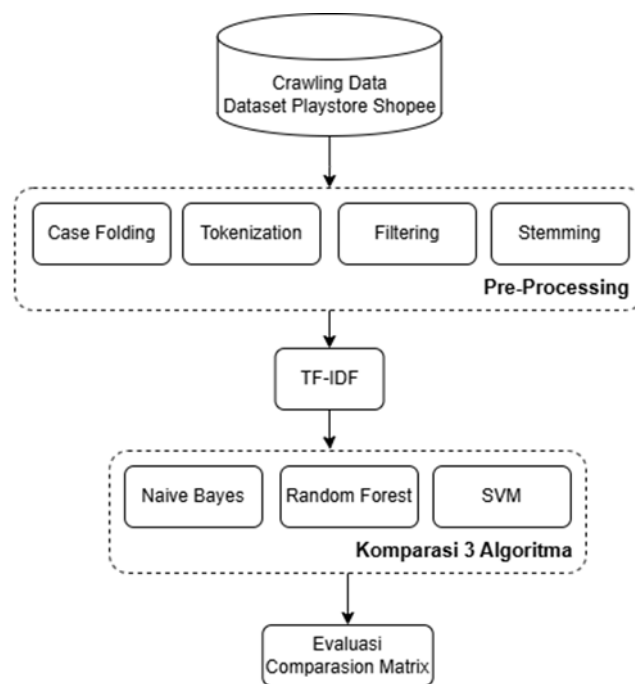 Crawling Data
Dataset Playstore Shopee
Case Folding
Tokenization
Filtering
Stemming
Pre-Processing
TF-IDF
Naive Bayes
Random Forest
SVM
Komparasi 3 Algoritma
Evaluasi
Comparasion Matrix